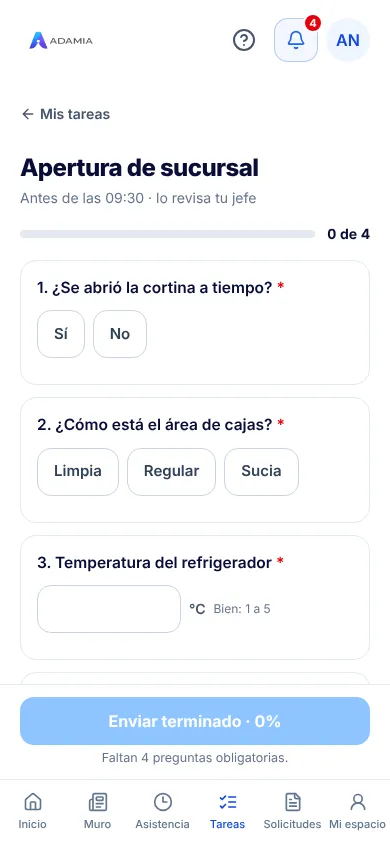 ADAMIA
4
AN
← Mis tareas
Apertura de sucursal
Antes de las 09:30 · lo revisa tu jefe
0 de 4
1. ¿Se abrió la cortina a tiempo? *
Sí No
2. ¿Cómo está el área de cajas? *
Limpia Regular Sucia
3. Temperatura del refrigerador *
°C Bien: 1 a 5
Enviar terminado · 0%
Faltan 4 preguntas obligatorias.
Inicio Muro Asistencia Tareas Solicitudes Mi espacio